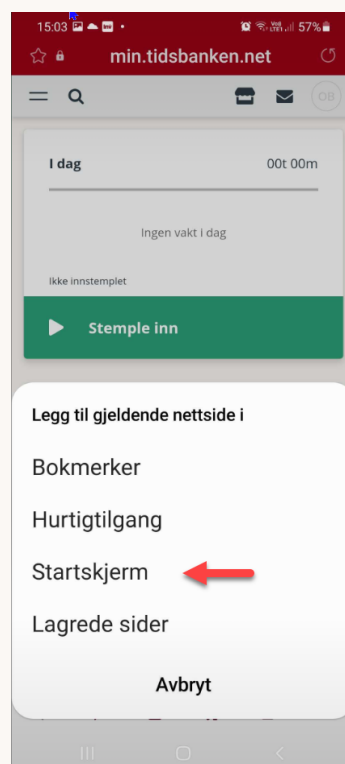 15:03 57%
min.tidsbanken.net
OB
I dag 00t 00m
Ingen vakt i dag
Ikke innstemplet
Stemple inn
Legg til gjeldende nettside i
Bokmerker
Hurtigtilgang
Startskjerm
Lagrede sider
Avbryt